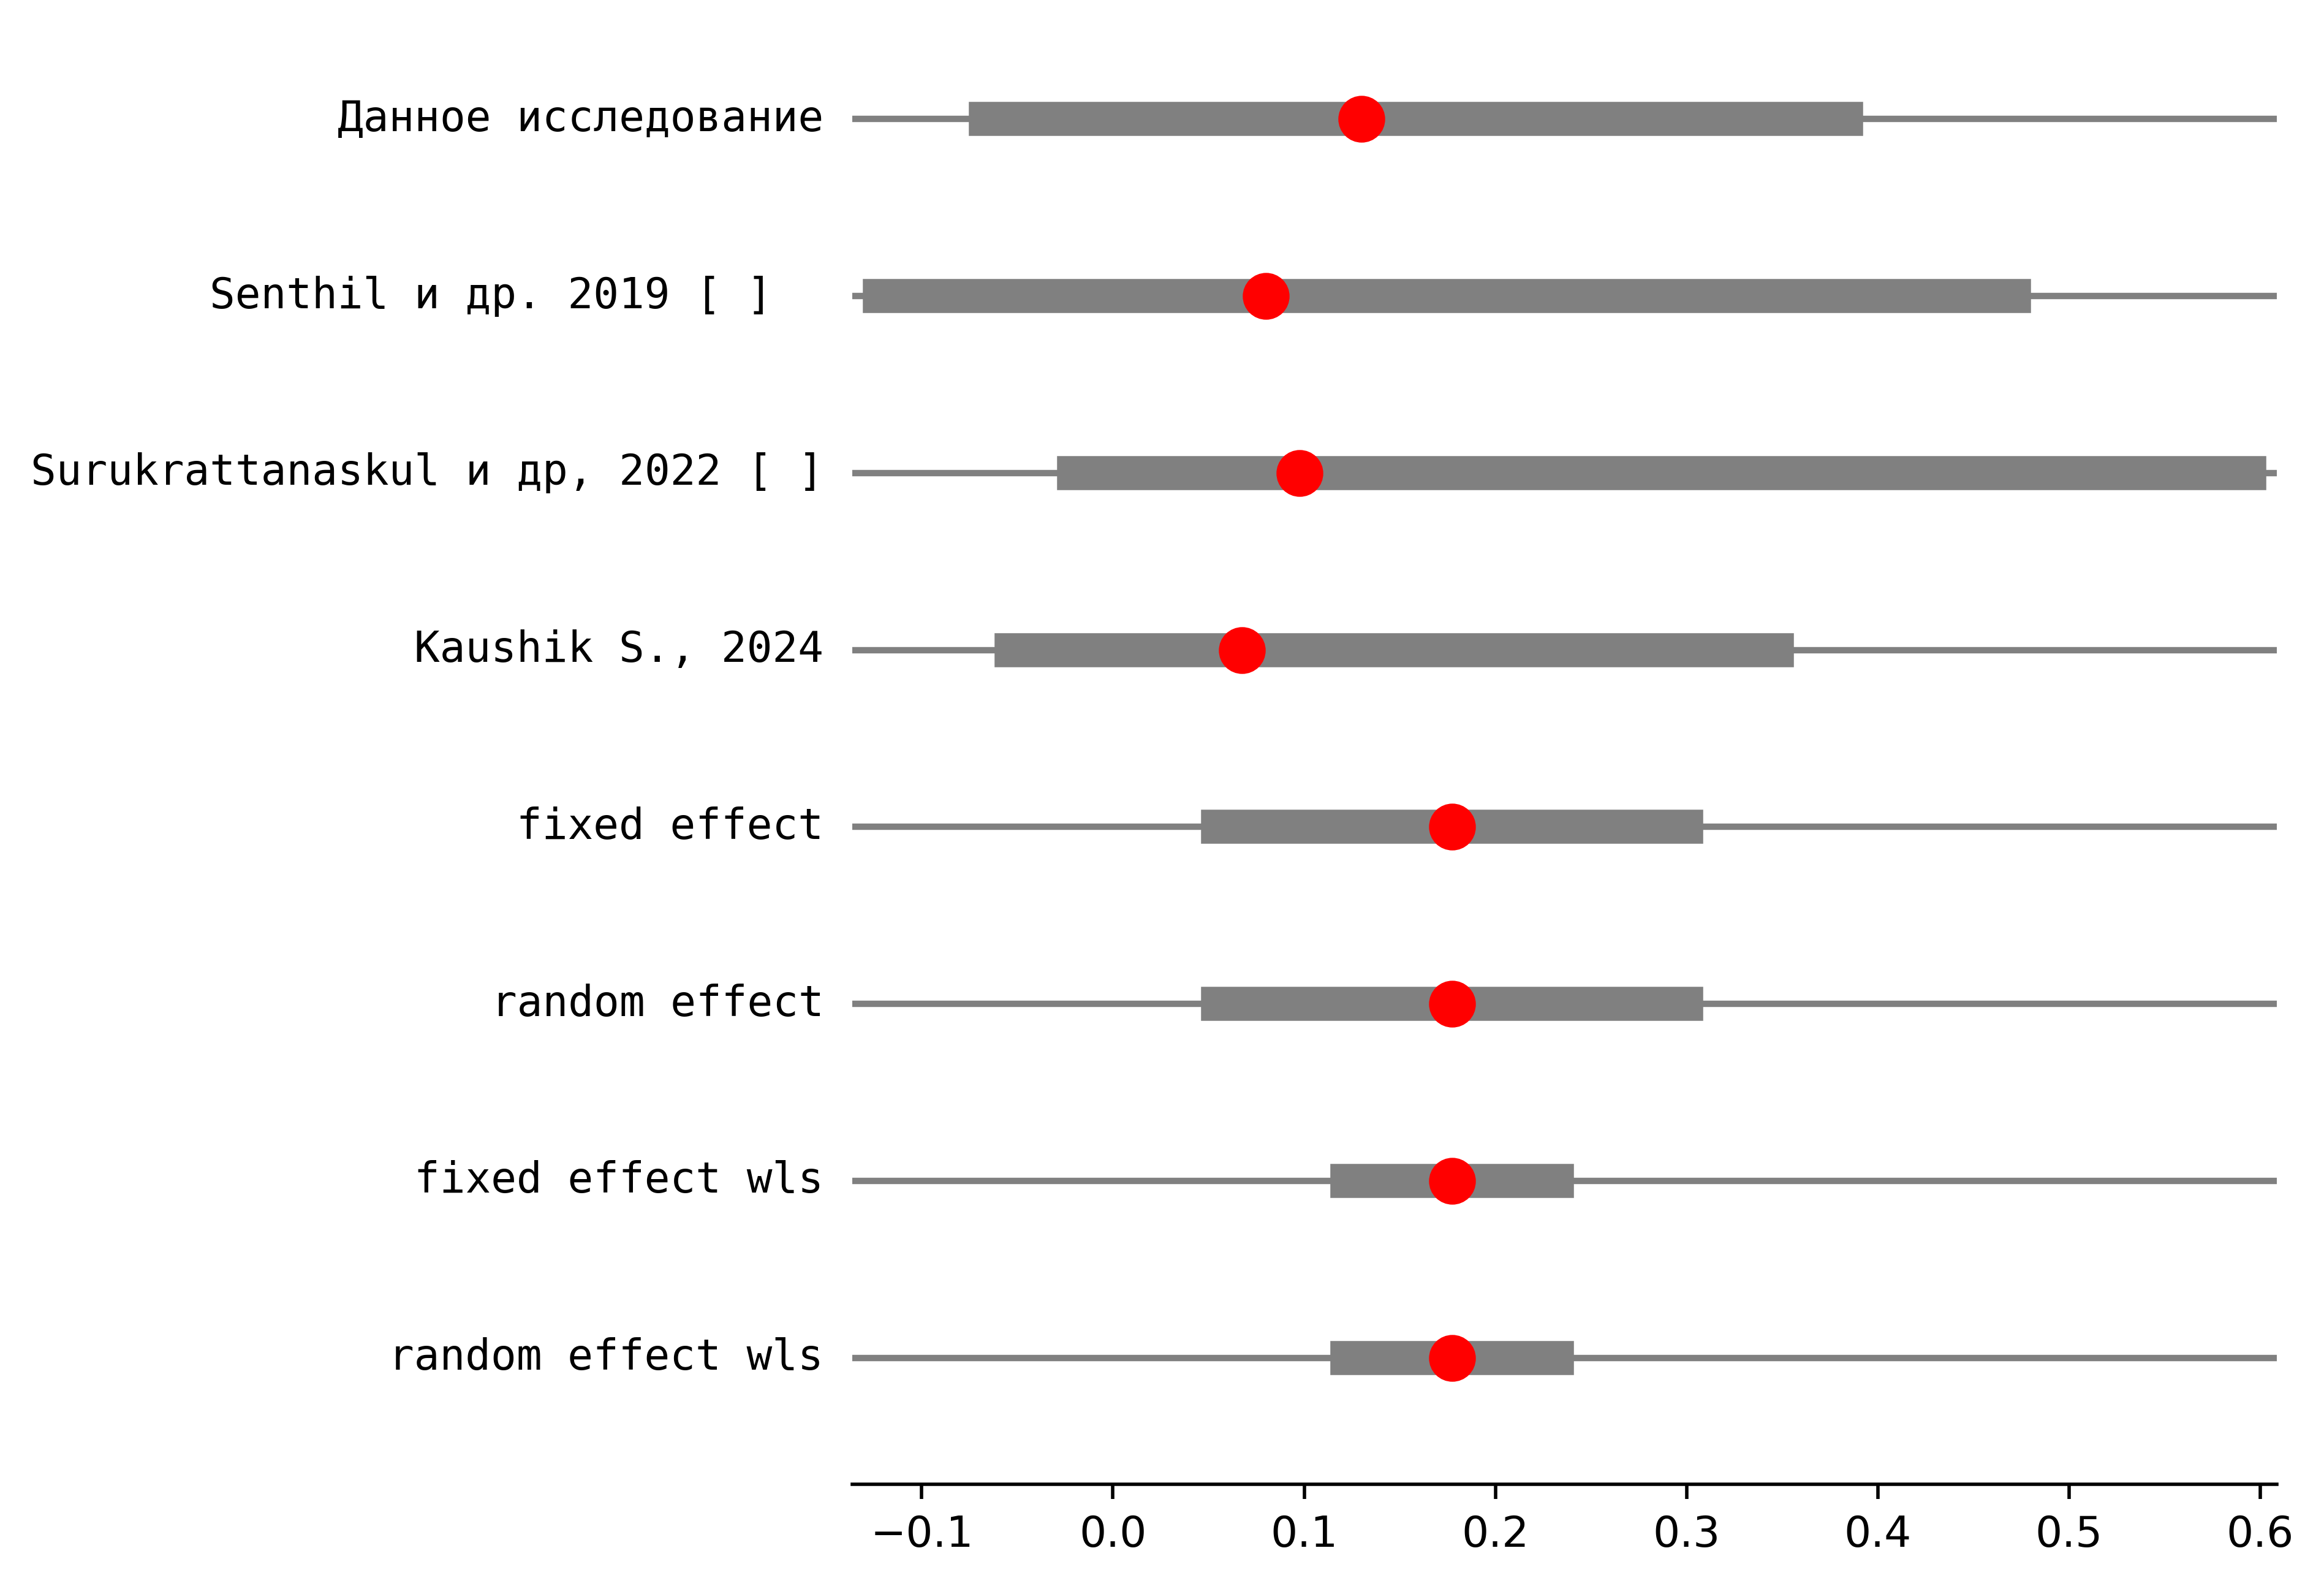 Данное исследование
Senthil и др. 2019 [ ]
Surukrattanaskul и др, 2022 [ ]
Kaushik S., 2024
fixed effect
random effect
fixed effect wls
random effect wls
−0.1 0.0 0.1 0.2 0.3 0.4 0.5 0.6